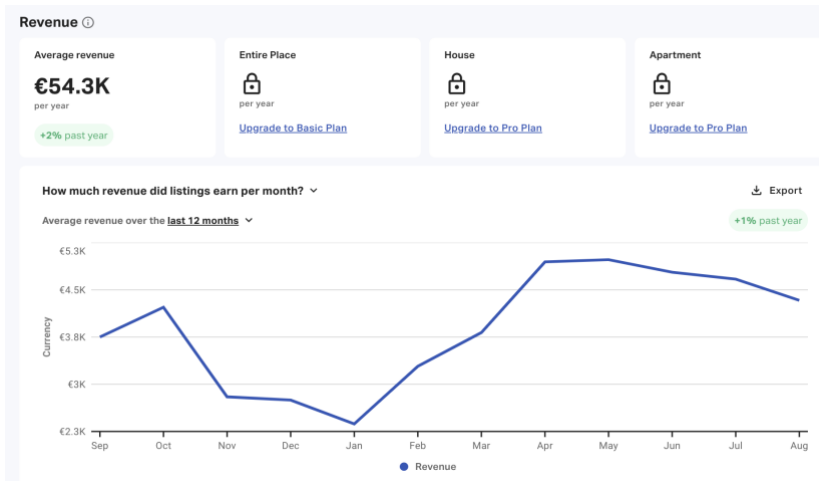 Revenue
Average revenue
€54.3K
per year
+2% past year
Entire Place
per year
Upgrade to Basic Plan
House
per year
Upgrade to Pro Plan
Apartment
per year
Upgrade to Pro Plan
How much revenue did listings earn per month?
Export
Average revenue over the last 12 months
+1% past year
Currency
€5.3K
€4.5K
€3.8K
€3K
€2.3K
Sep Oct Nov Dec Jan Feb Mar Apr May Jun Jul Aug
Revenue